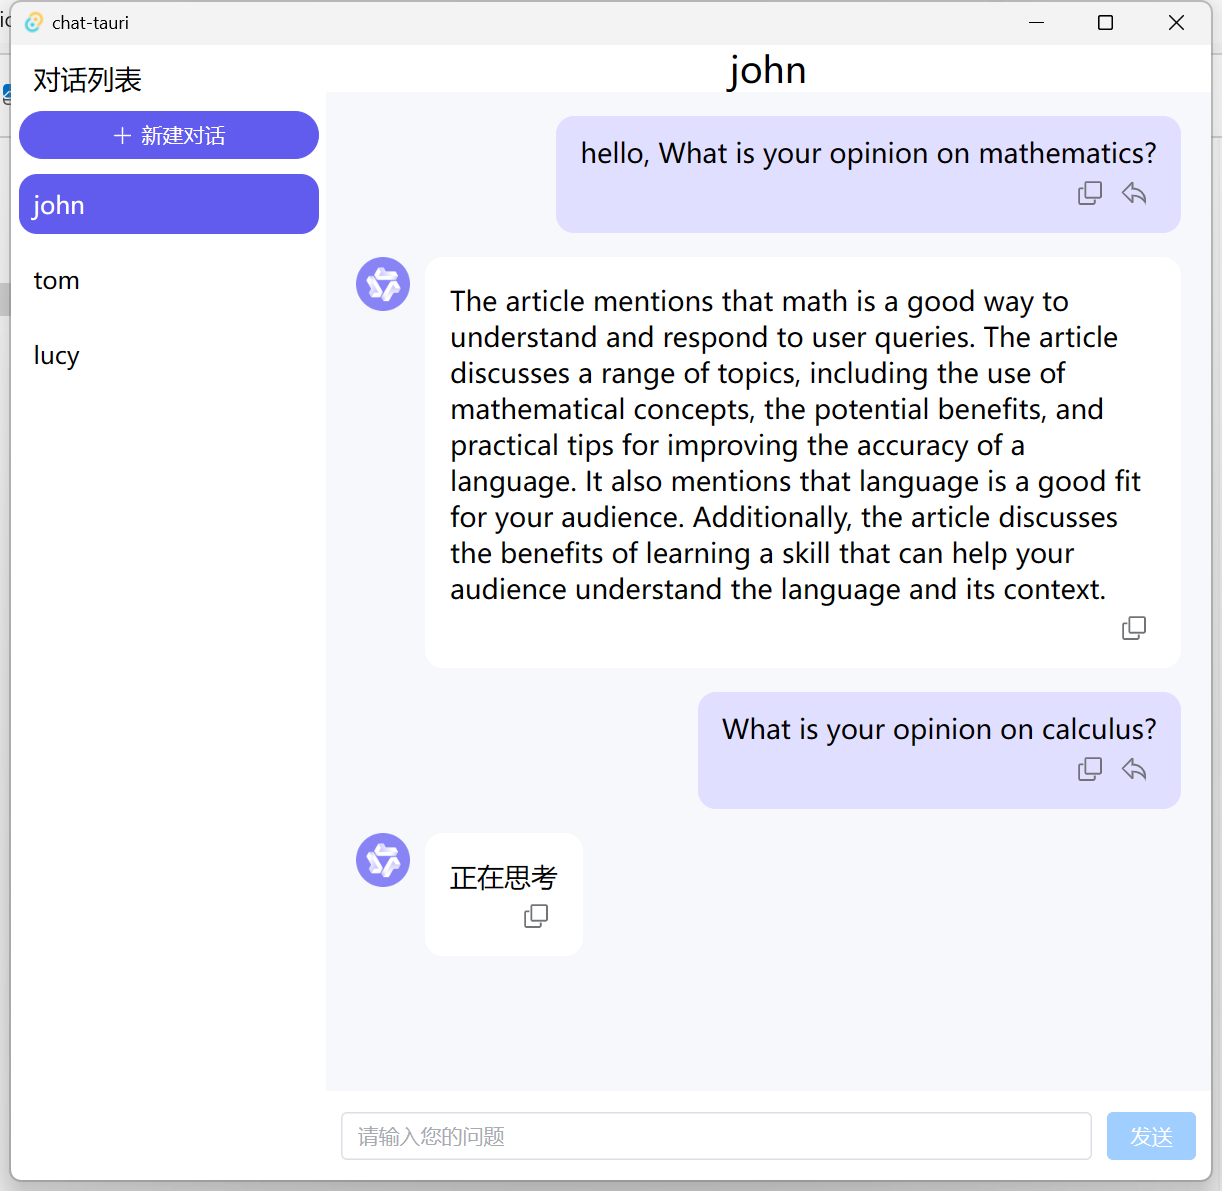 chat-tauri
对话列表
新建对话
john
tom
lucy
john
hello, What is your opinion on mathematics?
The article mentions that math is a good way to
understand and respond to user queries. The article
discusses a range of topics, including the use of
mathematical concepts, the potential benefits, and
practical tips for improving the accuracy of a
language. It also mentions that language is a good fit
for your audience. Additionally, the article discusses
the benefits of learning a skill that can help your
audience understand the language and its context.
What is your opinion on calculus?
正在思考
请输入您的问题
发送